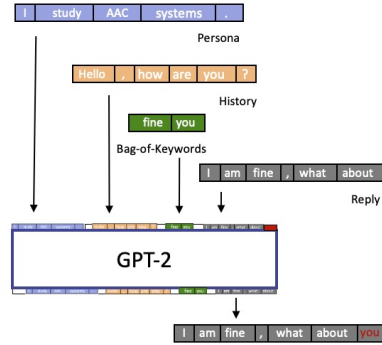 I study AAC systems .
Persona
Hello , how are you ?
History
fine you
Bag-of-Keywords
I am fine , what about
Reply
GPT-2
I am fine , what about you